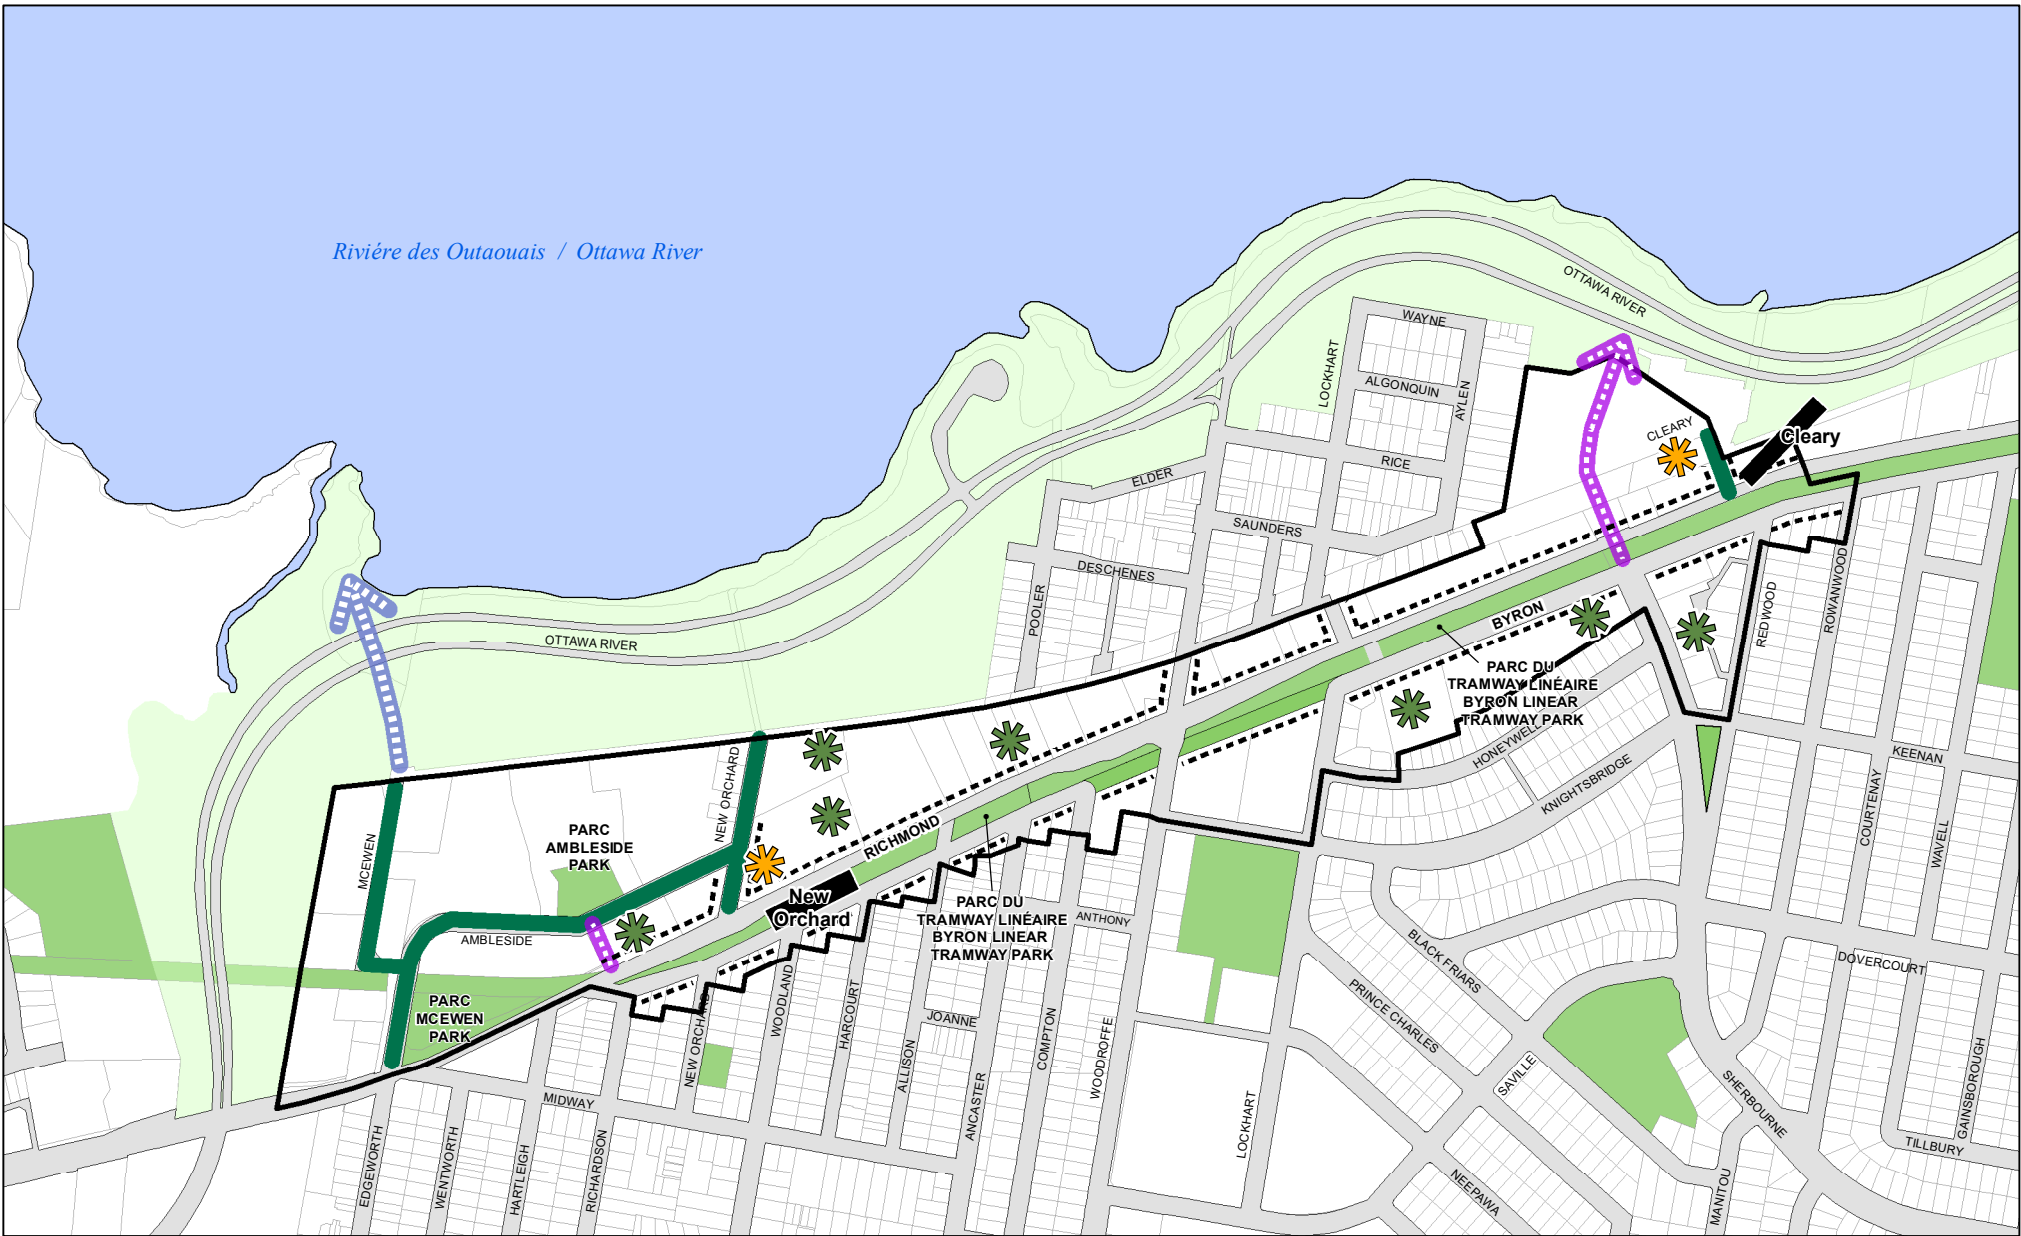 Riviére des Outaouais / Ottawa River
OTTAWA RIVER
WAYNE
LOCKHART
ALGONQUIN
AYLEN
CLEARY
Cleary
RICE
ELDER
SAUNDERS
DESCHENES
POOLER
OTTAWA RIVER
BYRON
REDWOOD
ROWANWOOD
PARC DU
TRAMWAY LINÉAIRE
BYRON LINEAR
TRAMWAY PARK
HONEYWELL
KNIGHTSBRIDGE
KEENAN
COURTENAY
WAVELL
NEW ORCHARD
MCEWEN
PARC
AMBLESIDE
PARK
RICHMOND
New
Orchard
AMBLESIDE
PARC DU
TRAMWAY LINÉAIRE
BYRON LINEAR
TRAMWAY PARK
ANTHONY
PARC
MCEWEN
PARK
BLACK FRIARS
DOVERCOURT
PRINCE CHARLES
NEW ORCHARD
WOODLAND
HARCOURT
JOANNE
ALLISON
ANCASTER
COMPTON
WOODROFFE
LOCKHART
SAVILLE
SHERBOURNE
GAINSBOROUGH
TILLBURY
MIDWAY
EDGEWORTH
WENTWORTH
HARTLEIGH
RICHARDSON
NEEPAWA
MANITOU